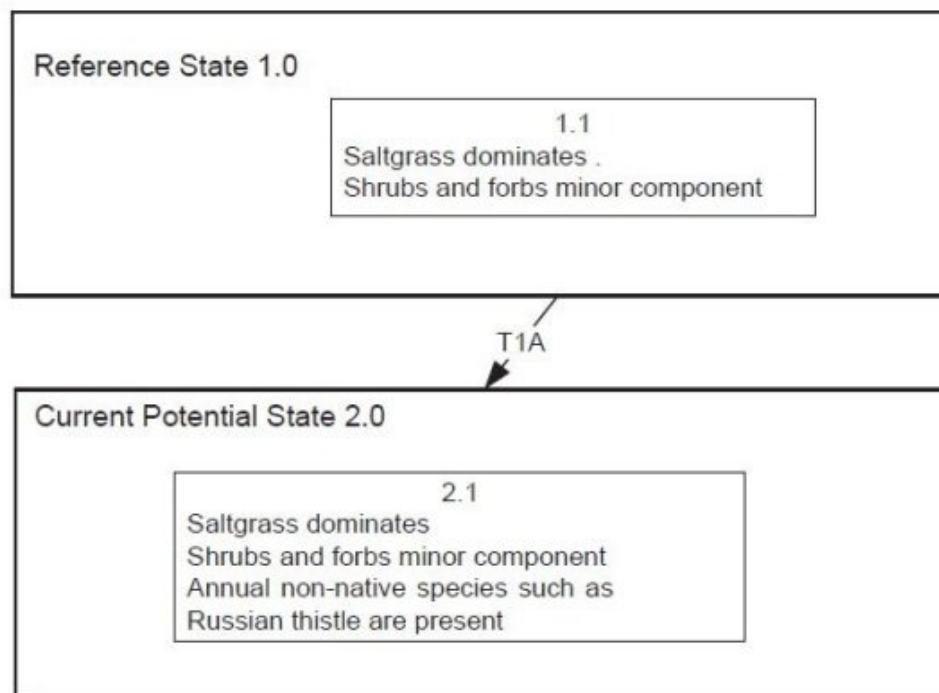 Reference State 1.0
1.1
Saltgrass dominates .
Shrubs and forbs minor component
T1A
Current Potential State 2.0
2.1
Saltgrass dominates
Shrubs and forbs minor component
Annual non-native species such as
Russian thistle are present